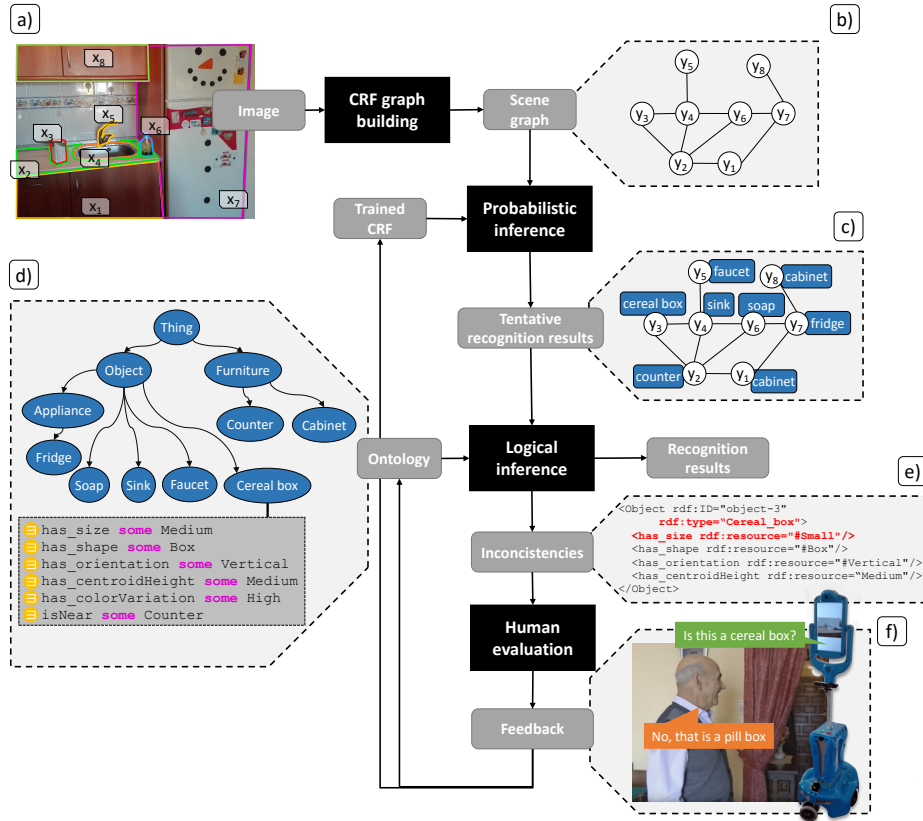 a)
x8
x5
x3
x6
x4
x2
x1
x7
Image
CRF graph
building
Scene
graph
b)
y5
y8
y3
y4
y6
y7
y2
y1
Trained
CRF
Probabilistic
inference
c)
y5
faucet
y8
cabinet
cereal box
sink
soap
y3
y4
y6
y7
fridge
counter
y2
y1
cabinet
Tentative
recognition results
d)
Thing
Object
Furniture
Appliance
Counter
Cabinet
Fridge
Soap
Sink
Faucet
Cereal box
has_size some Medium
has_shape some Box
has_orientation some Vertical
has_centroidHeight some Medium
has_colorVariation some High
isNear some Counter
Ontology
Logical
inference
Recognition
results
e)
<Object rdf:ID="object-3"
rdf:type=“Cereal_box">
<has_size rdf:resource="#Small"/>
<has_shape rdf:resource="#Box"/>
<has_orientation rdf:resource="#Vertical"/>
<has_centroidHeight rdf:resource=“Medium"/>
</Object>
Inconcistencies
Human
evaluation
f)
Is this a cereal box?
No, that is a pill box
Feedback